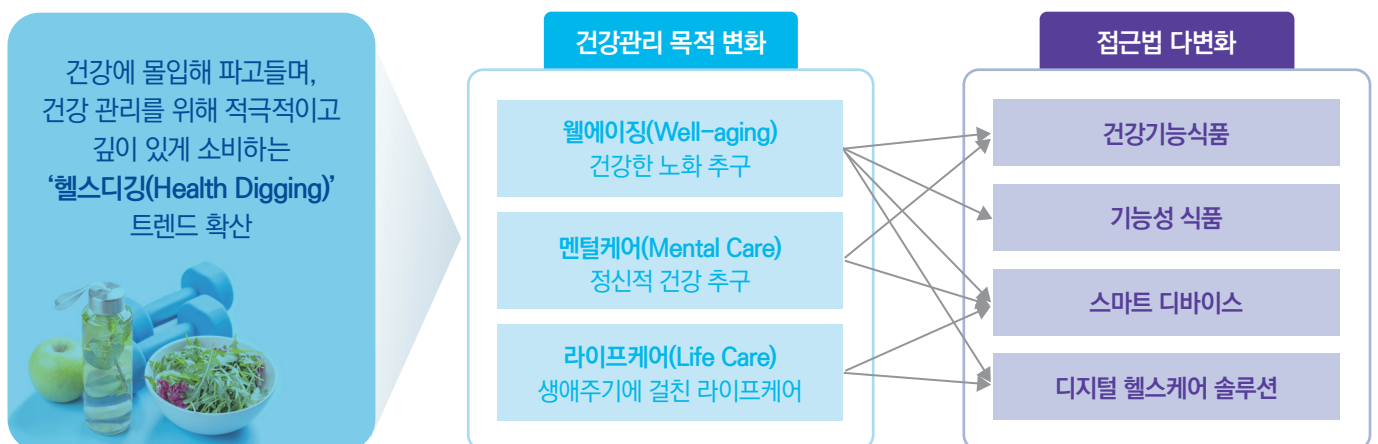 건강에 몰입해 파고들며,
건강 관리를 위해 적극적이고
깊이 있게 소비하는
‘헬스디깅(Health Digging)’
트렌드 확산
건강관리 목적 변화
웰에이징(Well-aging)
건강한 노화 추구
멘털케어(Mental Care)
정신적 건강 추구
라이프케어(Life Care)
생애주기에 걸친 라이프케어
접근법 다변화
건강기능식품
기능성 식품
스마트 디바이스
디지털 헬스케어 솔루션